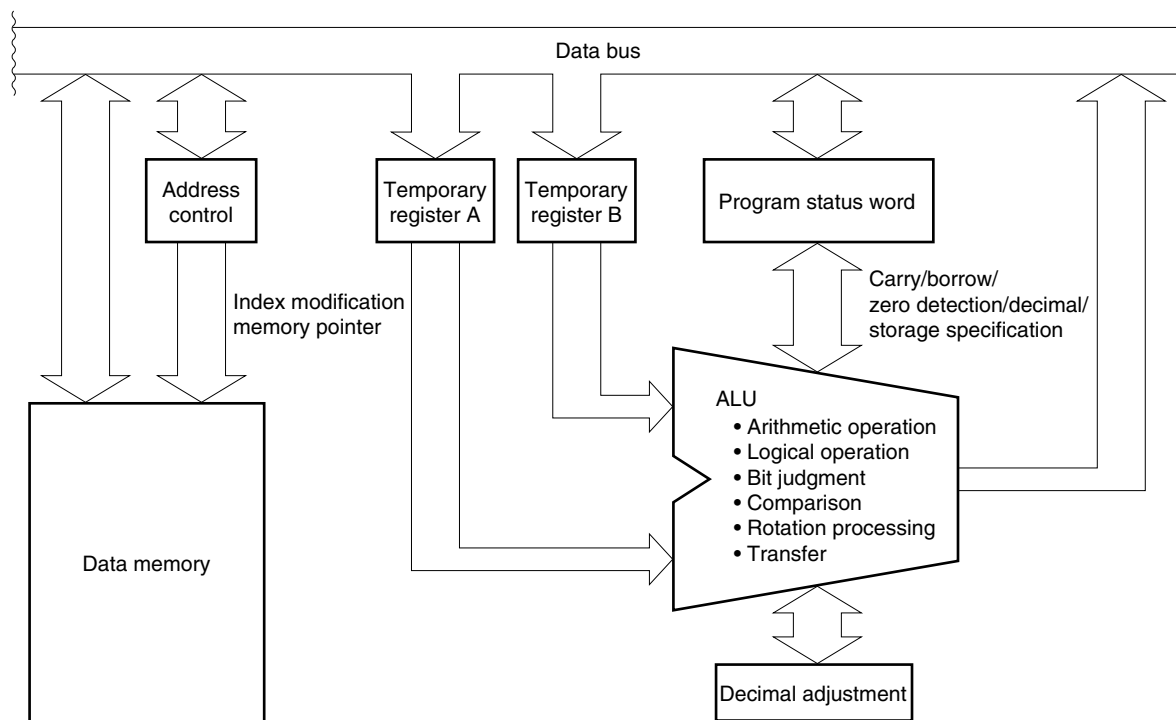 Data bus
Address
control
Temporary
register A
Temporary
register B
Program status word
Index modification
memory pointer
Carry/borrow/
zero detection/decimal/
storage specification
ALU
• Arithmetic operation
• Logical operation
• Bit judgment
• Comparison
• Rotation processing
• Transfer
Data memory
Decimal adjustment